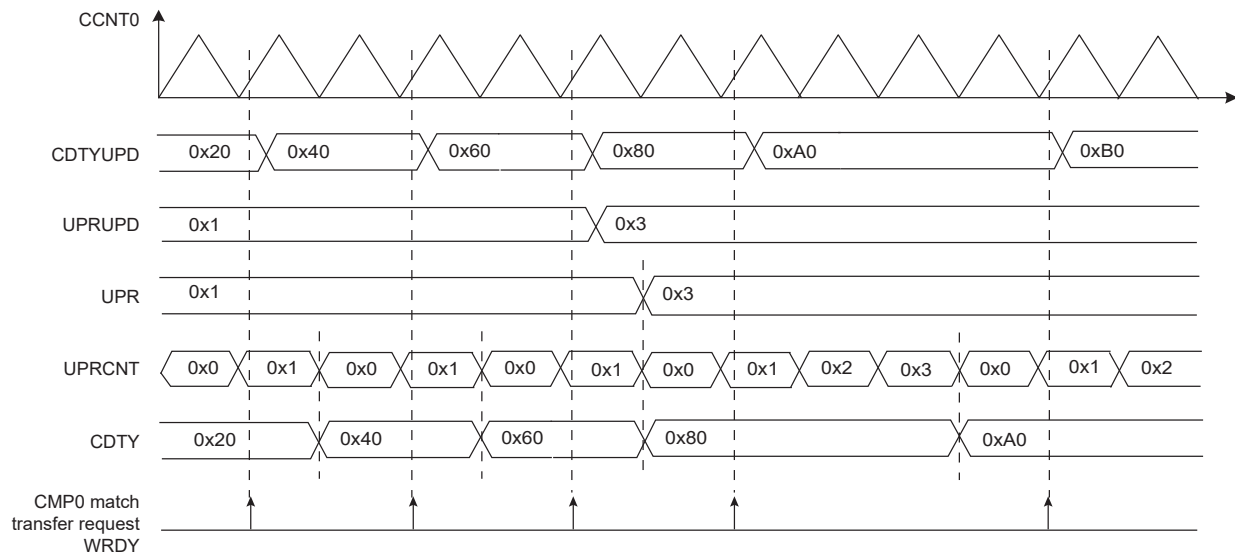 CCNT0
CDTYUPD 0x20 0x40 0x60 0x80 0xA0 0xB0
UPRUPD 0x1 0x3
UPR 0x1 0x3
UPRCNT 0x0 0x1 0x0 0x1 0x0 0x1 0x0 0x1 0x2 0x3 0x0 0x1 0x2
CDTY 0x20 0x40 0x60 0x80 0xA0
CMP0 match
transfer request
WRDY